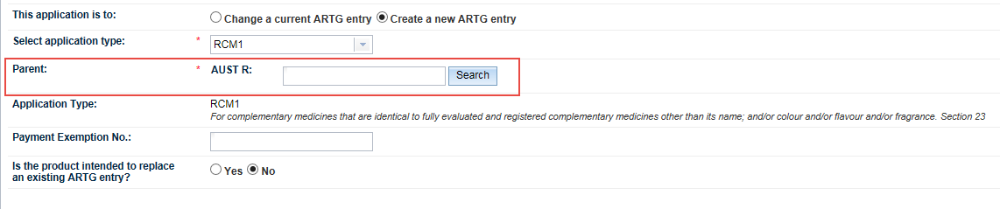 This application is to: Change a current ARTG entry Create a new ARTG entry
Select application type: * RCM1
Parent: * AUST R: Search
Application Type: RCM1
For complementary medicines that are identical to fully evaluated and registered complementary medicines other than its name; and/or colour and/or flavour and/or fragrance. Section 23
Payment Exemption No.:
Is the product intended to replace
an existing ARTG entry? Yes No